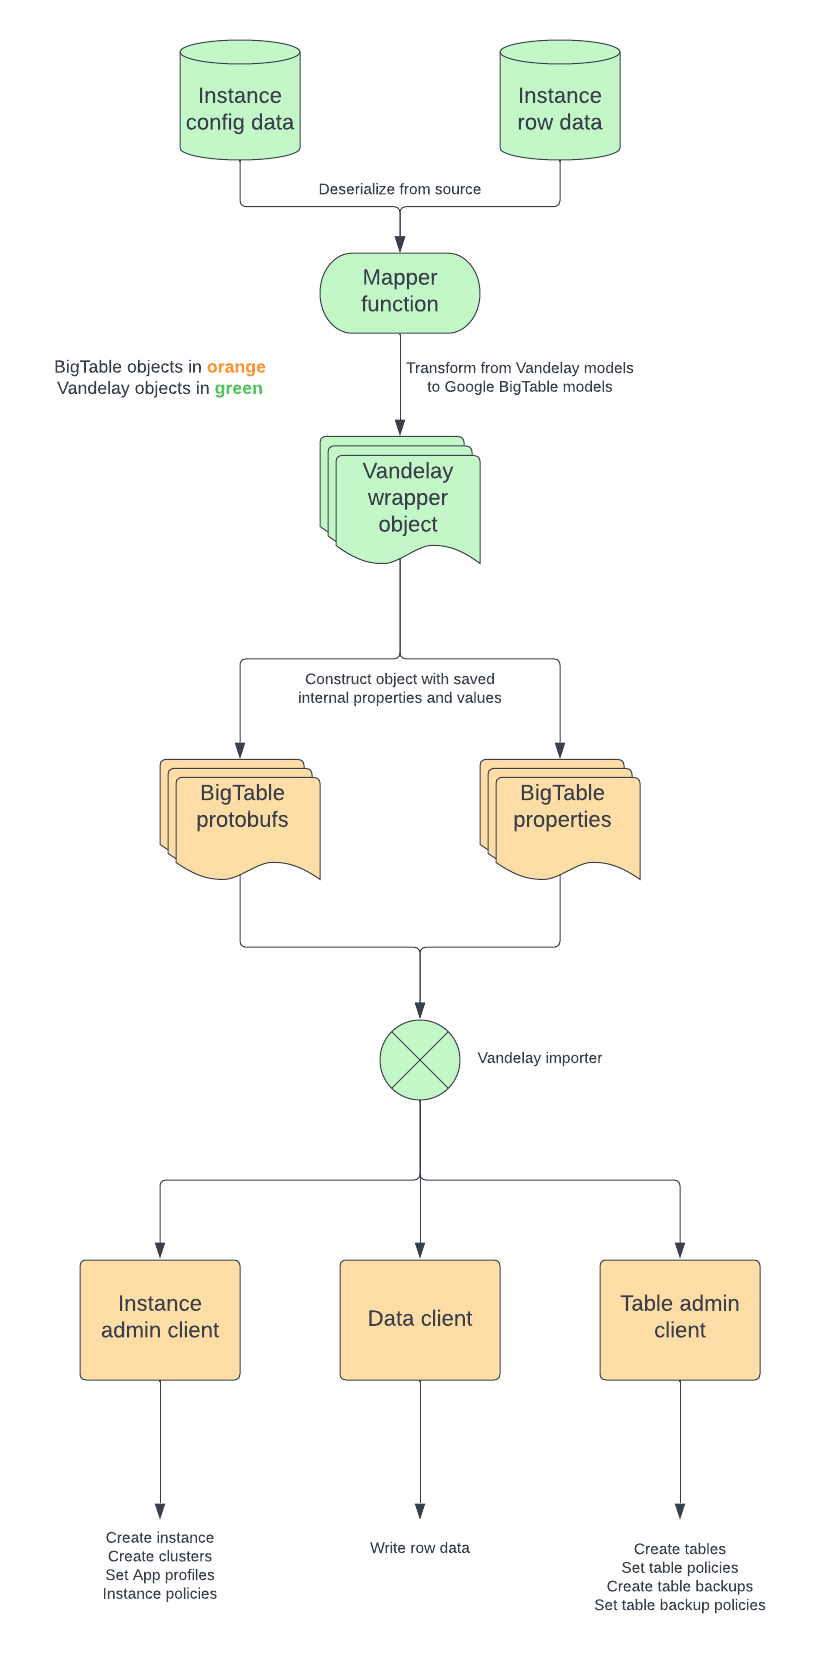 Instance
config data
Instance
row data
Deserialize from source
Mapper
function
BigTable objects in orange
Vandelay objects in green
Transform from Vandelay models
to Google BigTable models
Vandelay
wrapper
object
Construct object with saved
internal properties and values
BigTable
protobufs
BigTable
properties
Vandelay importer
Instance
admin client
Data client
Table admin
client
Create instance
Create clusters
Set App profiles
Instance policies
Write row data
Create tables
Set table policies
Create table backups
Set table backup policies